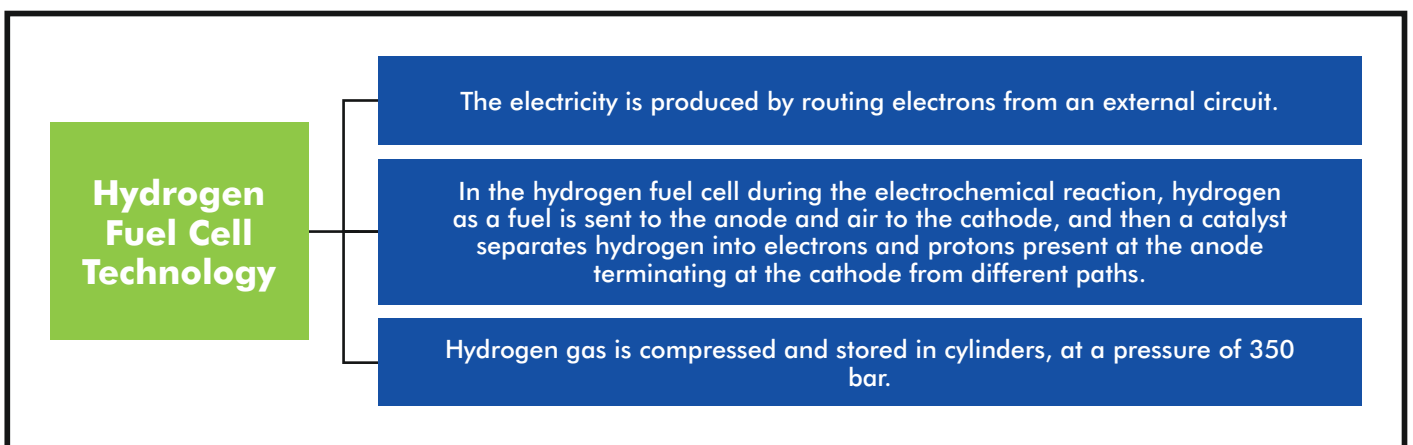 Hydrogen
Fuel Cell
Technology
The electricity is produced by routing electrons from an external circuit.
In the hydrogen fuel cell during the electrochemical reaction, hydrogen
as a fuel is sent to the anode and air to the cathode, and then a catalyst
separates hydrogen into electrons and protons present at the anode
terminating at the cathode from different paths.
Hydrogen gas is compressed and stored in cylinders, at a pressure of 350
bar.